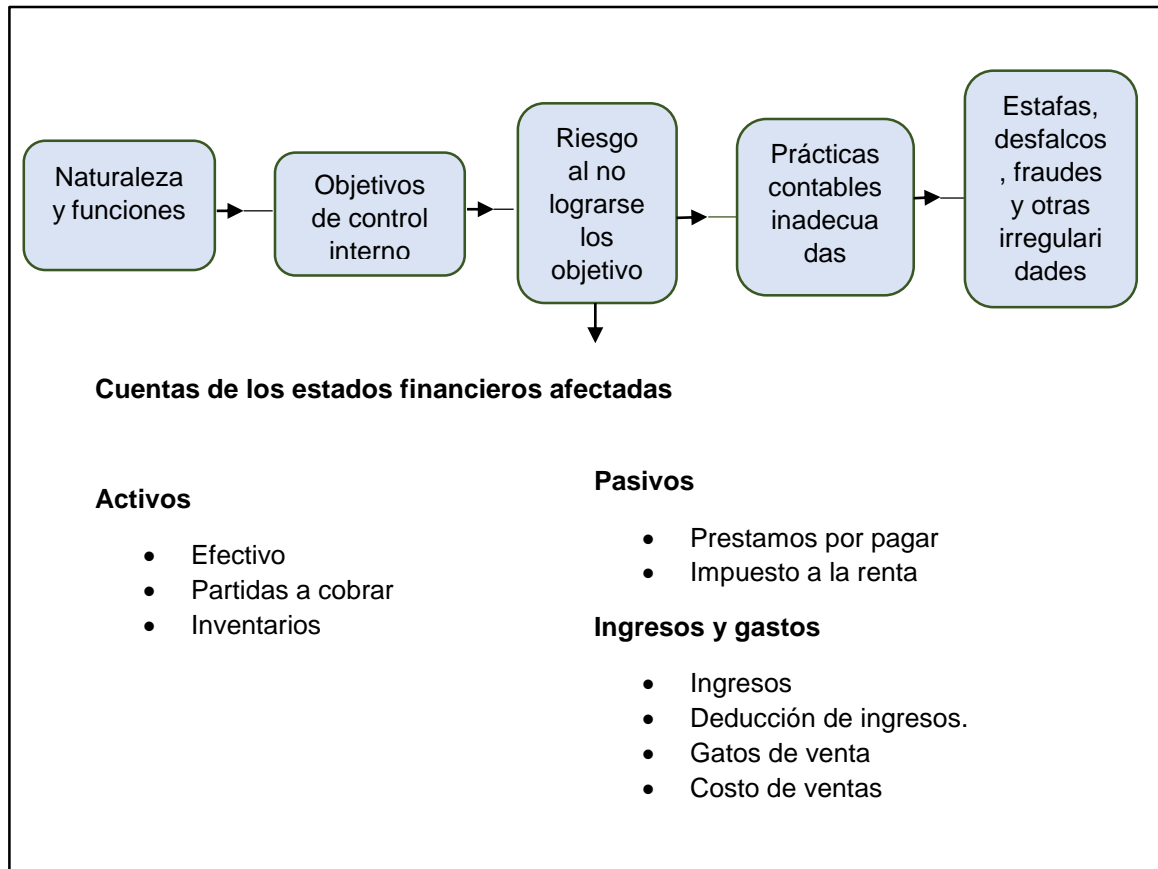 Naturaleza
y funciones
Objetivos
de control
interno
Riesgo
al no
lograrse
los
objetivo
Prácticas
contables
inadecua
das
Estafas,
desfalcos
, fraudes
y otras
irregulari
dades
Cuentas de los estados financieros afectadas
Activos
• Efectivo
• Partidas a cobrar
• Inventarios
Pasivos
• Prestamos por pagar
• Impuesto a la renta
Ingresos y gastos
• Ingresos
• Deducción de ingresos.
• Gatos de venta
• Costo de ventas